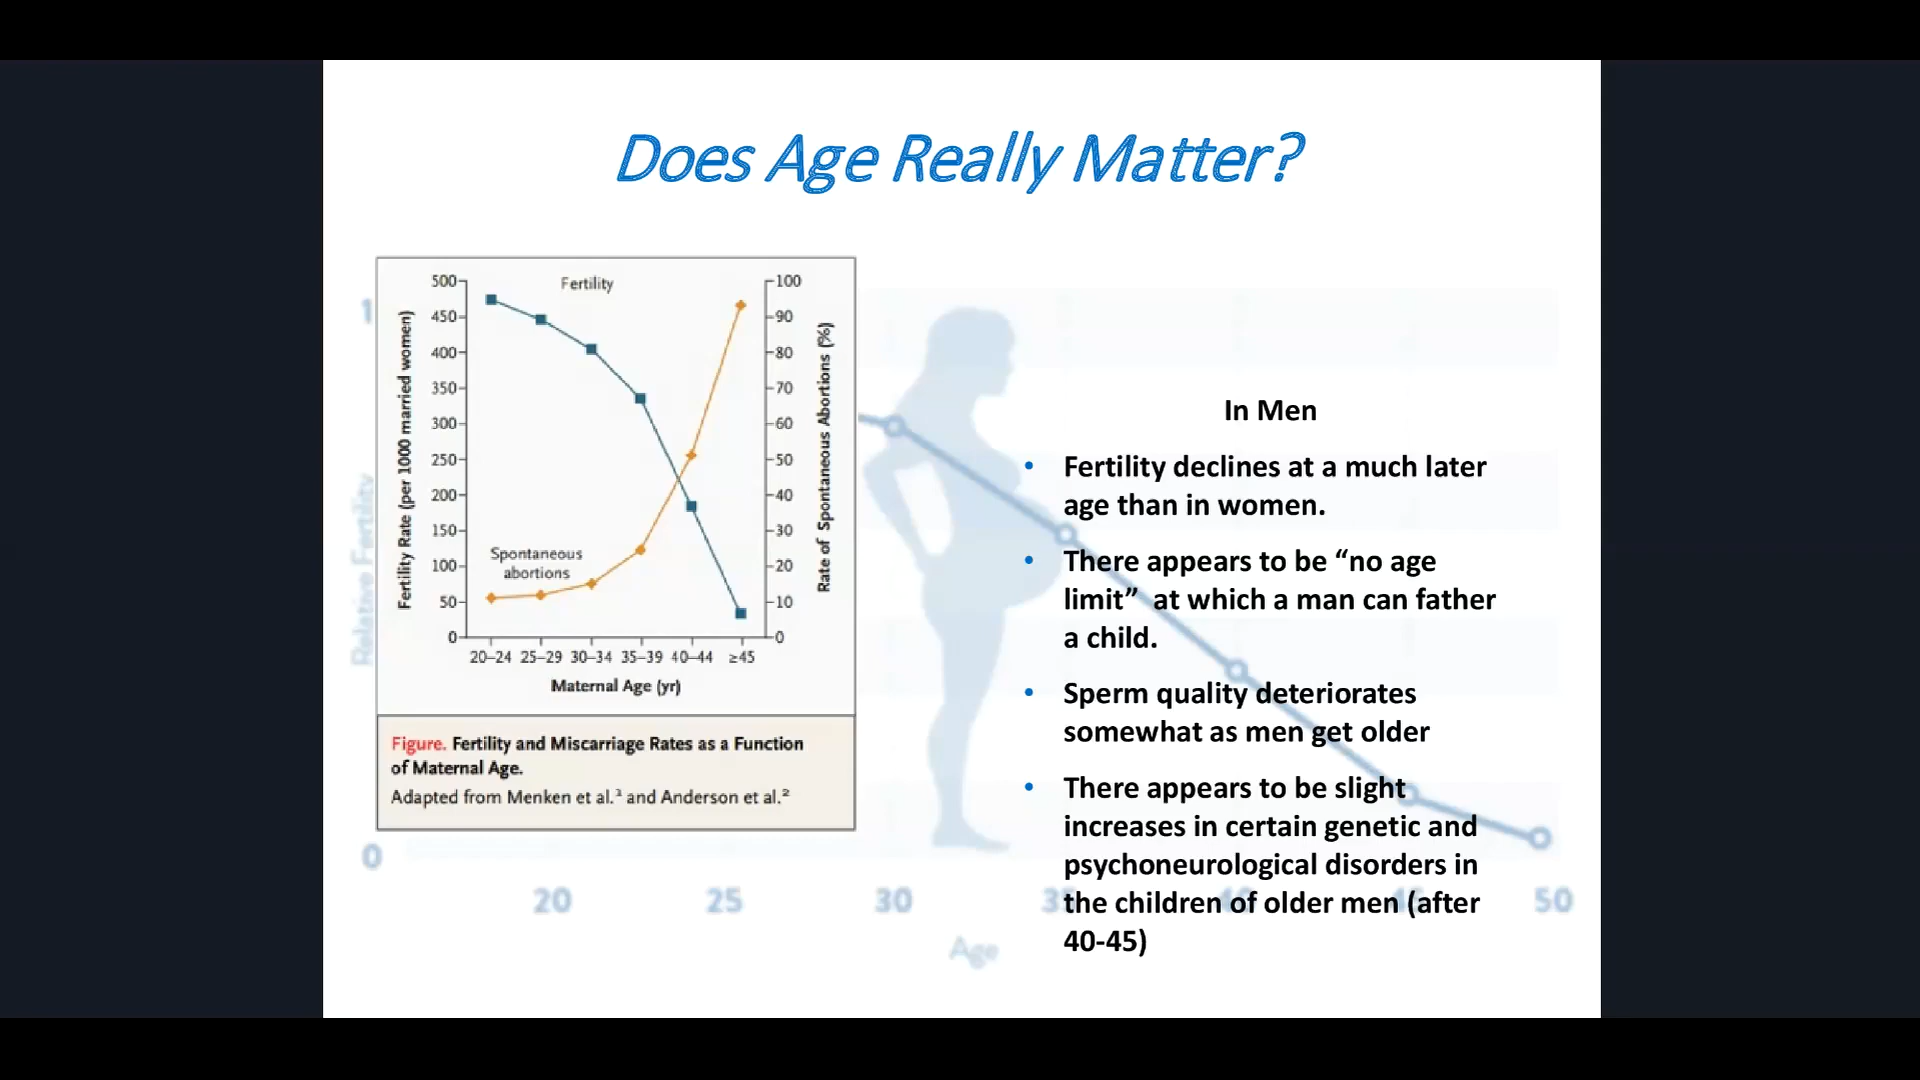 Does Age Really Matter?
Fertility
500
450
400
350
300
250
200
150
100
50
0
Fertility Rate (per 1000 married women)
100
90
80
70
60
50
40
30
20
10
0
Rate of Spontaneous Abortions (%)
Spontaneous
abortions
20–24 25–29 30–34 35–39 40–44 ≥45
Maternal Age (yr)
Figure. Fertility and Miscarriage Rates as a Function
of Maternal Age.
Adapted from Menken et al.¹ and Anderson et al.²
In Men
• Fertility declines at a much later
age than in women.
• There appears to be “no age
limit” at which a man can father
a child.
• Sperm quality deteriorates
somewhat as men get older
• There appears to be slight
increases in certain genetic and
psychoneurological disorders in
the children of older men (after
40-45)
1
Relative Fertility
0
20 25 30 35 40 45 50
Age